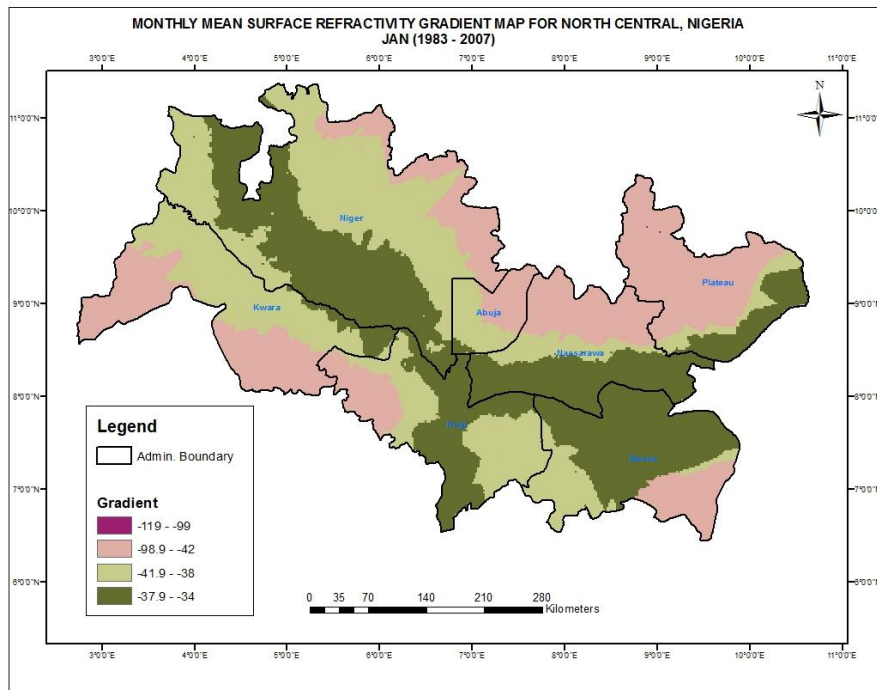 MONTHLY MEAN SURFACE REFRACTIVITY GRADIENT MAP FOR NORTH CENTRAL, NIGERIA
JAN (1983 - 2007)
3°0'0"E 4°0'0"E 5°0'0"E 6°0'0"E 7°0'0"E 8°0'0"E 9°0'0"E 10°0'0"E 11°0'0"E
N
11°0'0"N 11°0'0"N
10°0'0"N 10°0'0"N
Niger
Plateau
9°0'0"N 9°0'0"N
Kwara
Abuja
Nassarawa
8°0'0"N 8°0'0"N
Kogi
Benue
7°0'0"N 7°0'0"N
6°0'0"N 6°0'0"N
Legend
Admin. Boundary
Gradient
-119 - -99
-98.9 - -42
-41.9 - -38
-37.9 - -34
0 35 70 140 210 280
Kilometers
3°0'0"E 4°0'0"E 5°0'0"E 6°0'0"E 7°0'0"E 8°0'0"E 9°0'0"E 10°0'0"E 11°0'0"E